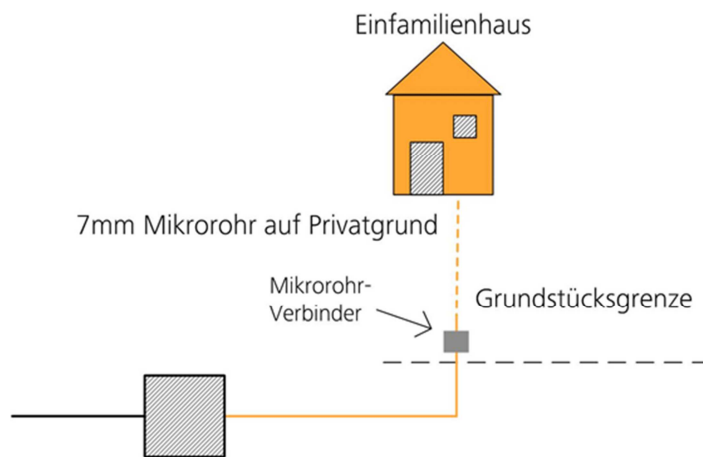 Einfamilienhaus
7mm Mikrorohr auf Privatgrund
Mikrorohr-
Verbinder
Grundstücksgrenze